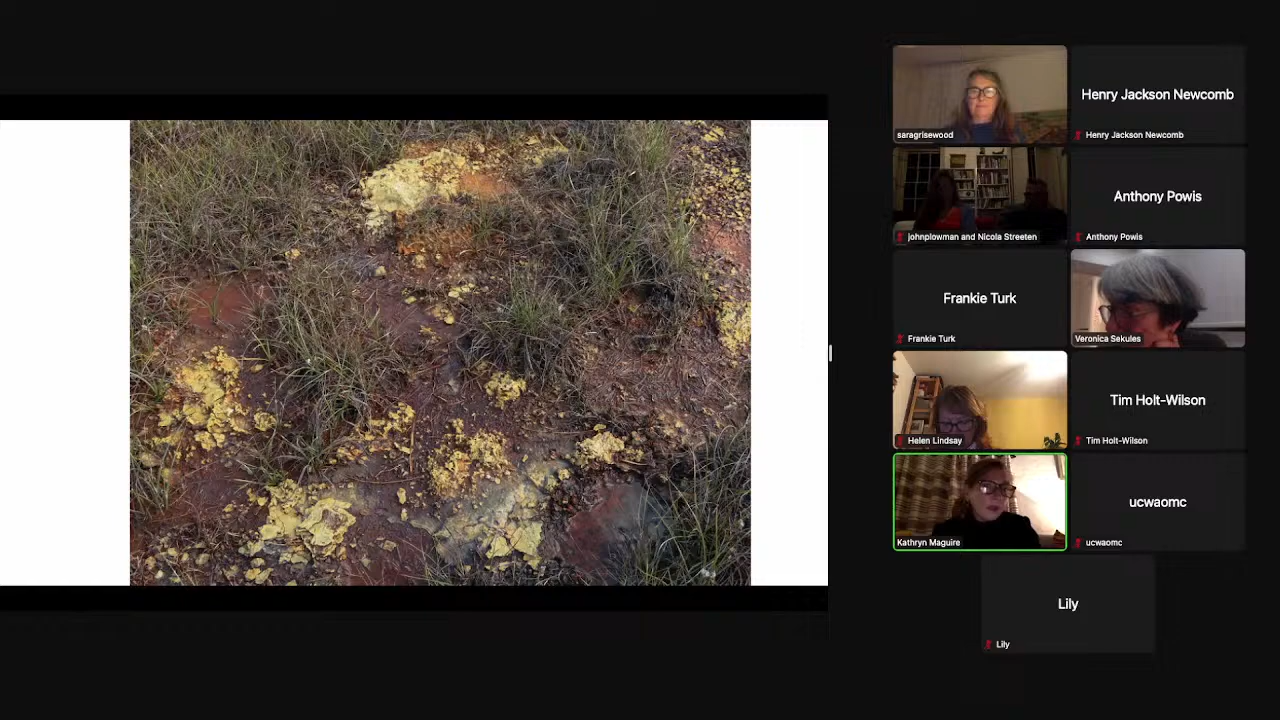 saragrisewood
Henry Jackson Newcomb
Henry Jackson Newcomb
johnplowman and Nicola Streeten
Anthony Powis
Anthony Powis
Frankie Turk
Frankie Turk
Veronica Sekules
Helen Lindsay
Tim Holt-Wilson
Tim Holt-Wilson
Kathryn Maguire
ucwaomc
ucwaomc
Lily
Lily